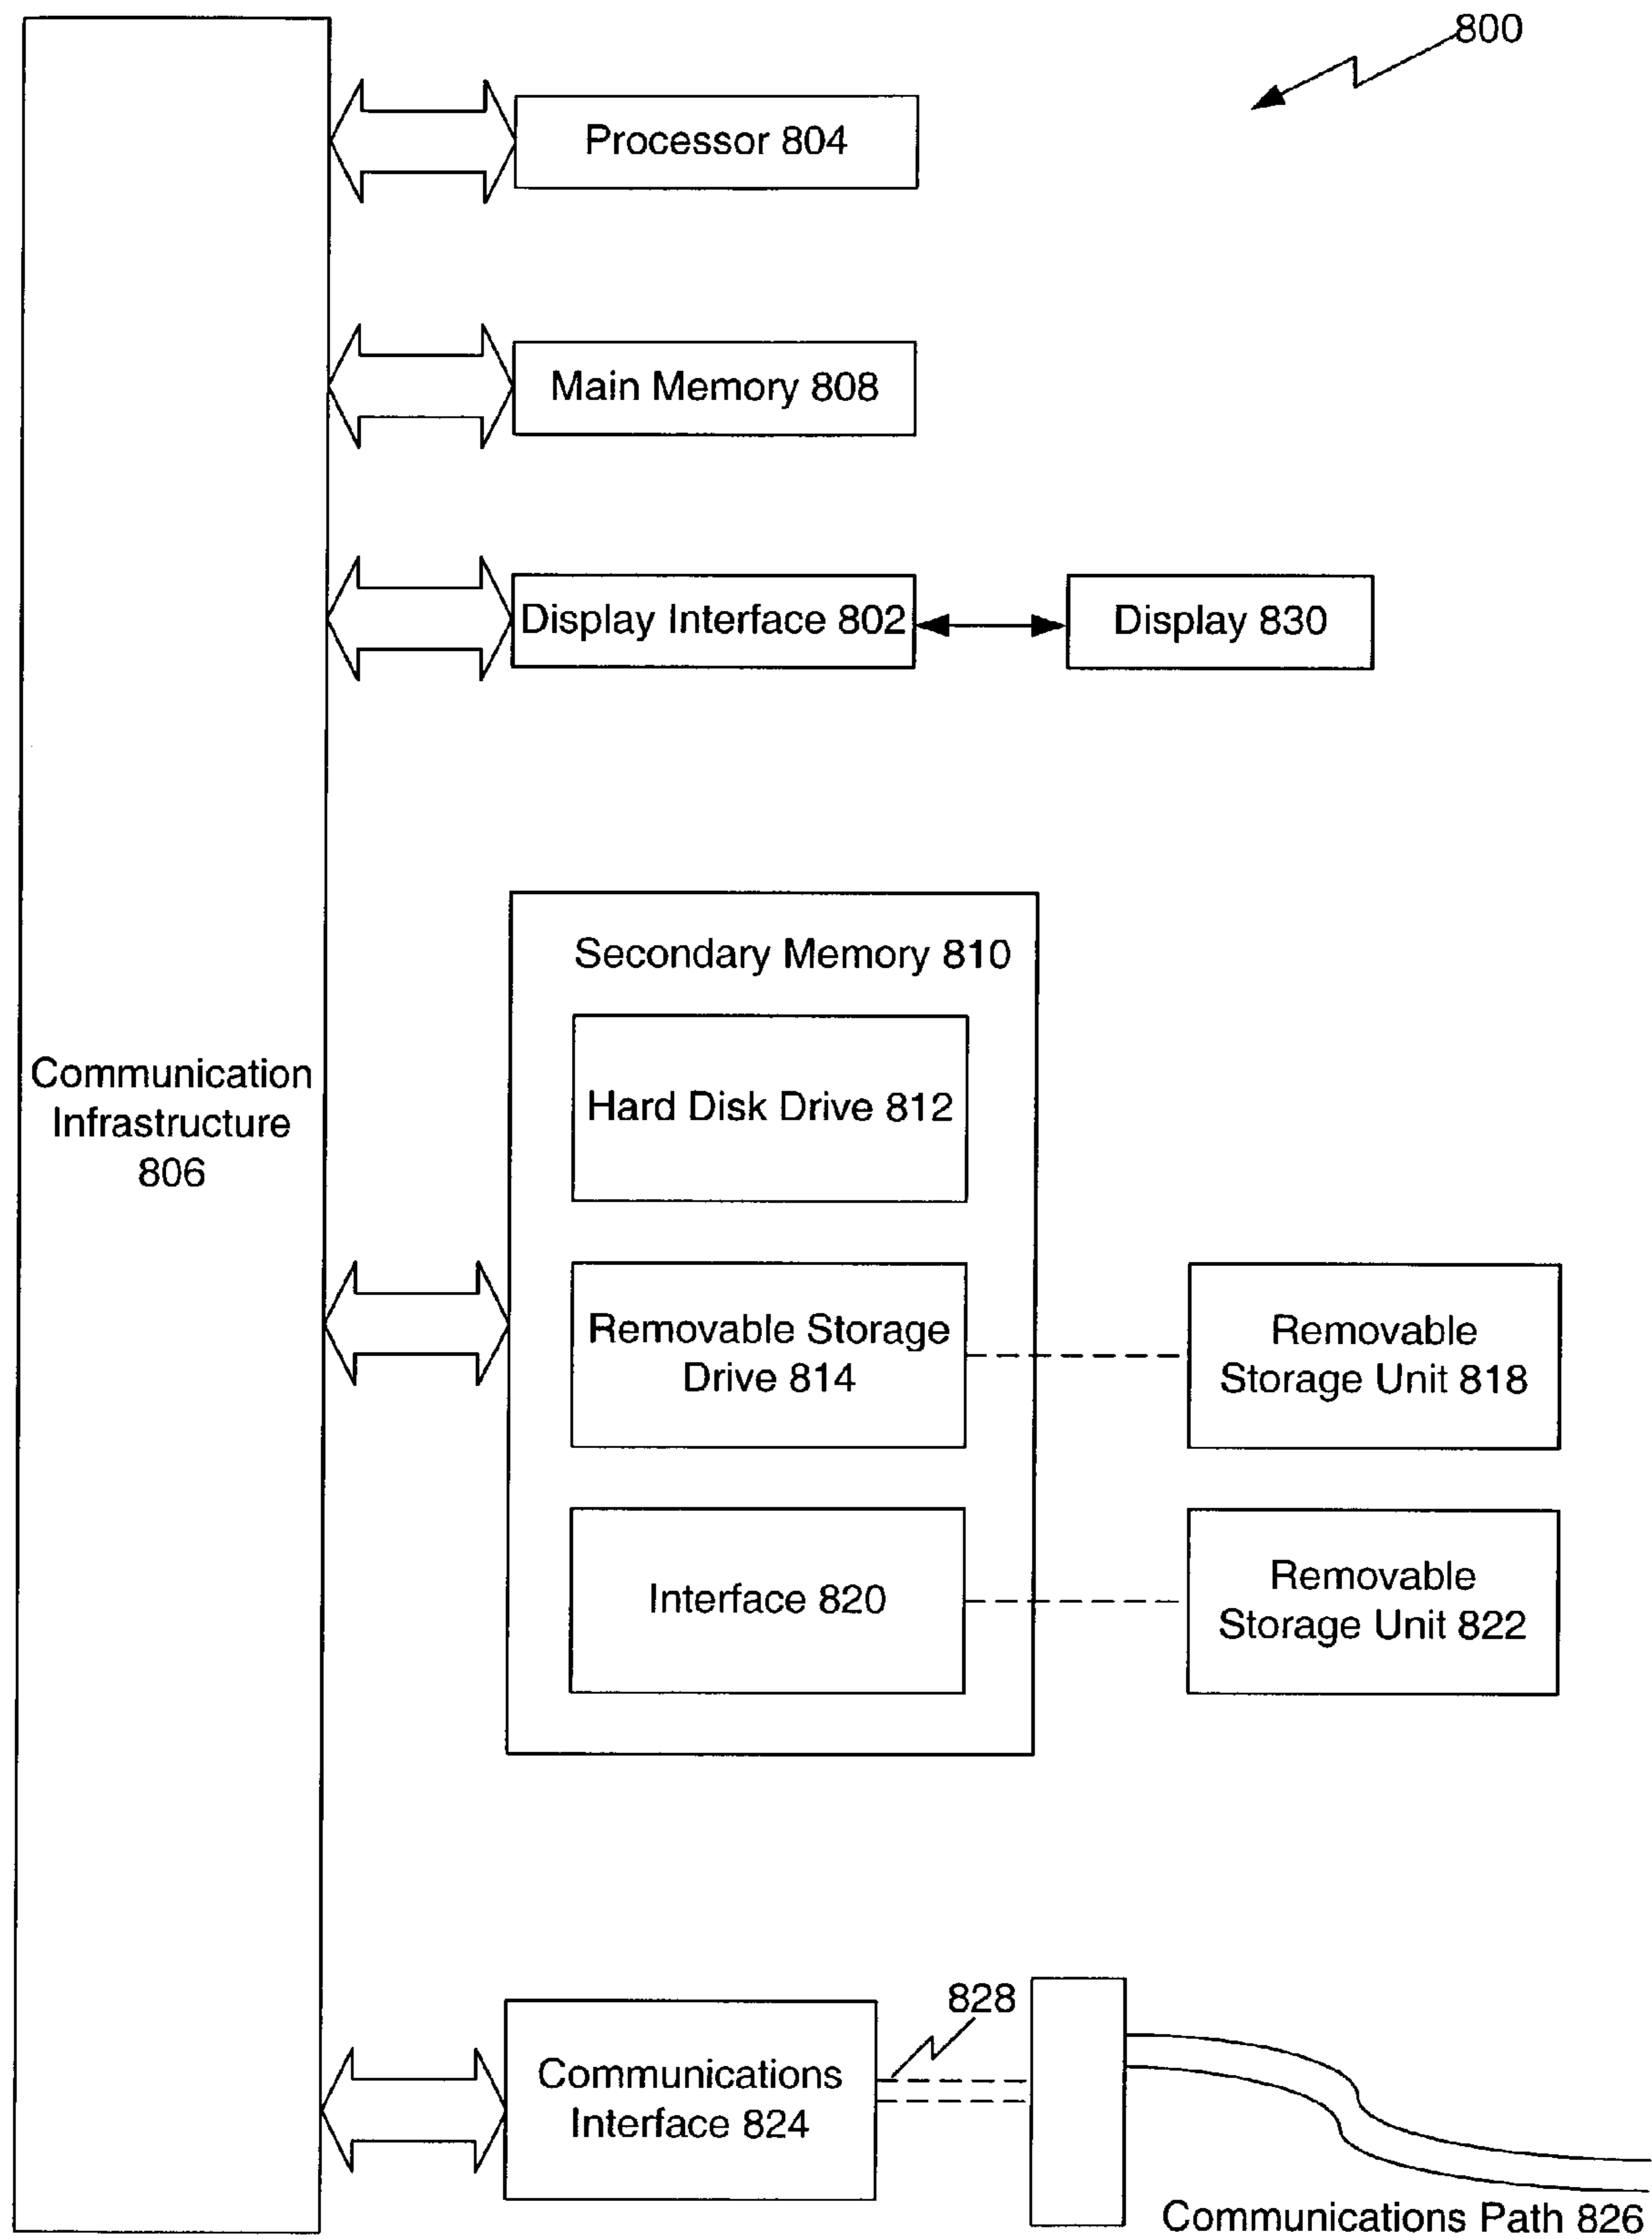 800
Processor 804
Main Memory 808
Display Interface 802
Display 830
Secondary Memory 810
Hard Disk Drive 812
Communication
Infrastructure
806
Removable Storage
Drive 814
Removable
Storage Unit 818
Interface 820
Removable
Storage Unit 822
828
Communications
Interface 824
Communications Path 826